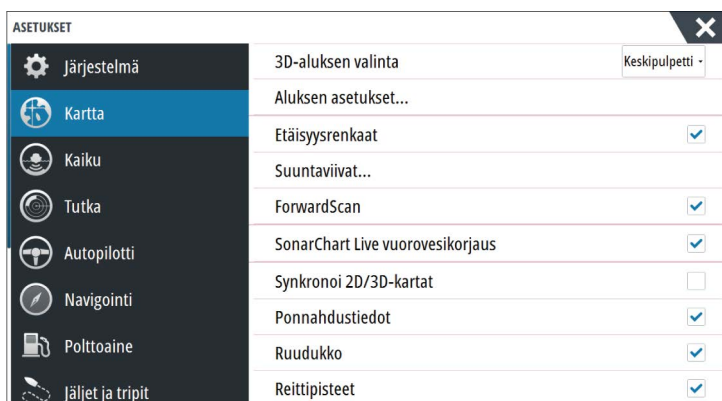 ASETUKSET
Järjestelmä
Kartta
Kaiku
Tutka
Autopilotti
Navigointi
Polttoaine
Jäljet ja tripit
3D-aluksen valinta Keskipulpetti
Aluksen asetukset...
Etäisyysrenkaat
Suuntaviivat...
ForwardScan
SonarChart Live vuorovesikorjaus
Synkronoi 2D/3D-kartat
Ponnahdustiedot
Ruudukko
Reittipisteet